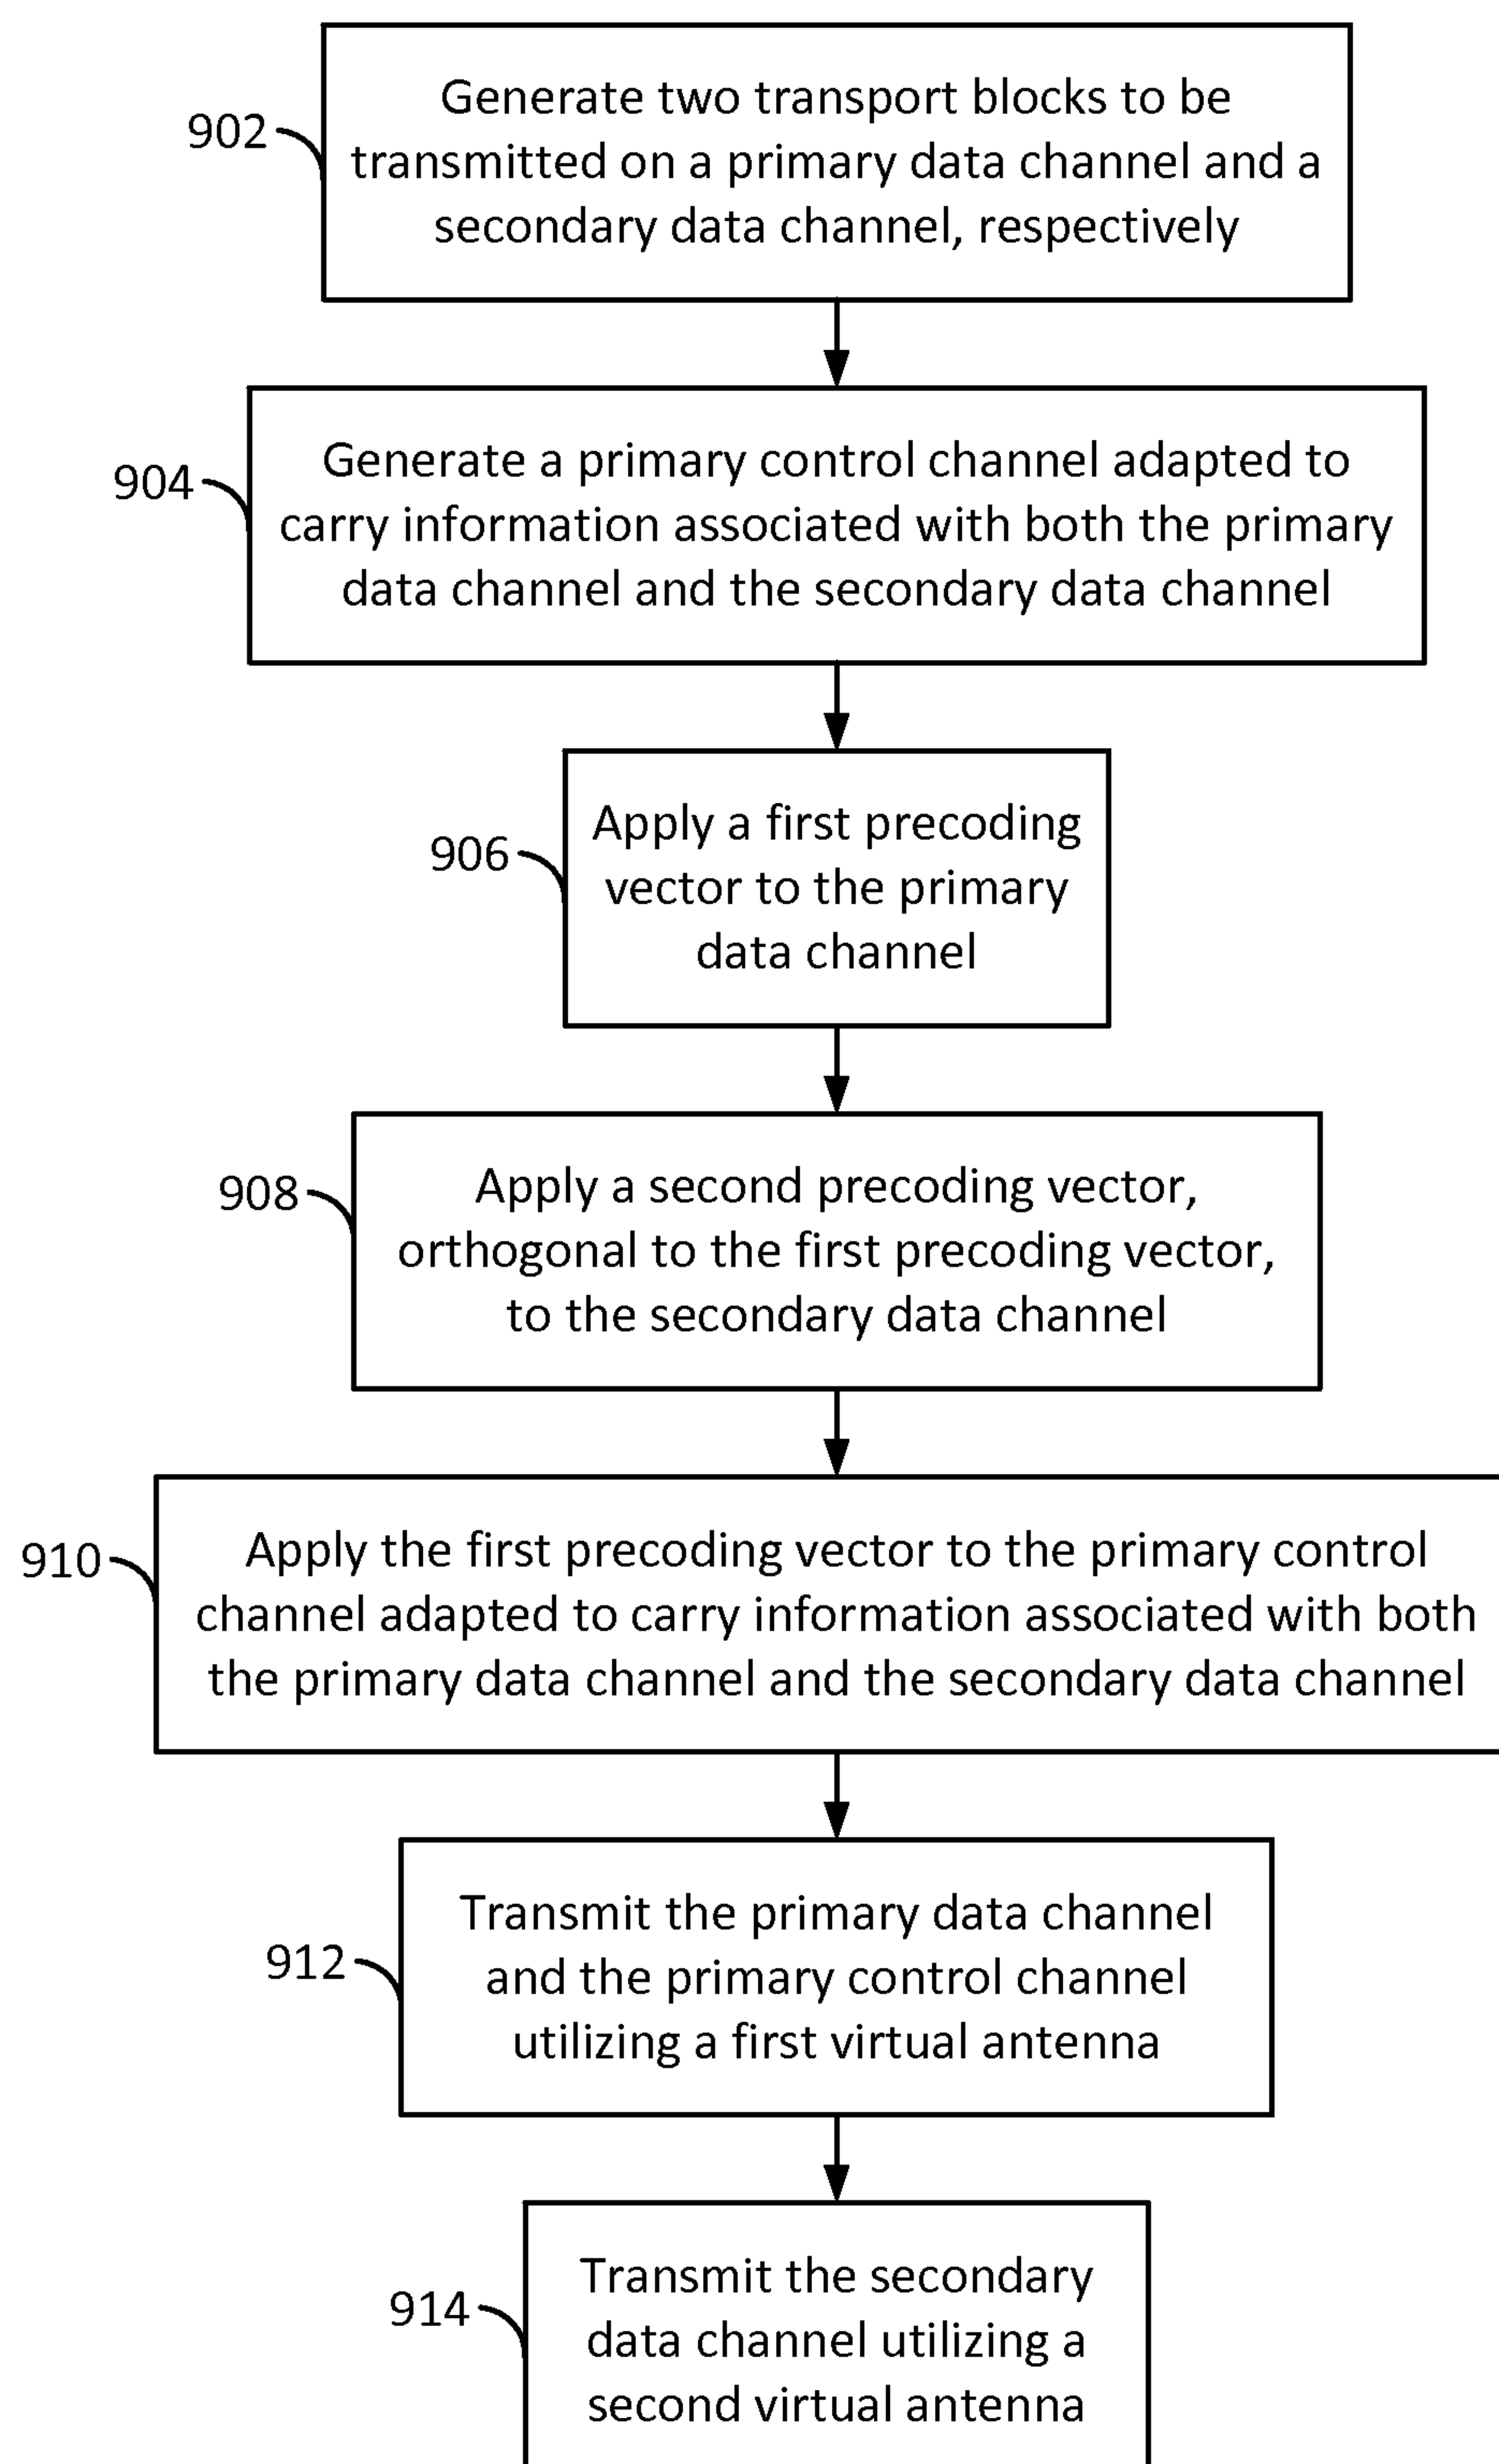 902
Generate two transport blocks to be
transmitted on a primary data channel and a
secondary data channel, respectively
904
Generate a primary control channel adapted to
carry information associated with both the primary
data channel and the secondary data channel
906
Apply a first precoding
vector to the primary
data channel
908
Apply a second precoding vector,
orthogonal to the first precoding vector,
to the secondary data channel
910
Apply the first precoding vector to the primary control
channel adapted to carry information associated with both
the primary data channel and the secondary data channel
912
Transmit the primary data channel
and the primary control channel
utilizing a first virtual antenna
914
Transmit the secondary
data channel utilizing a
second virtual antenna